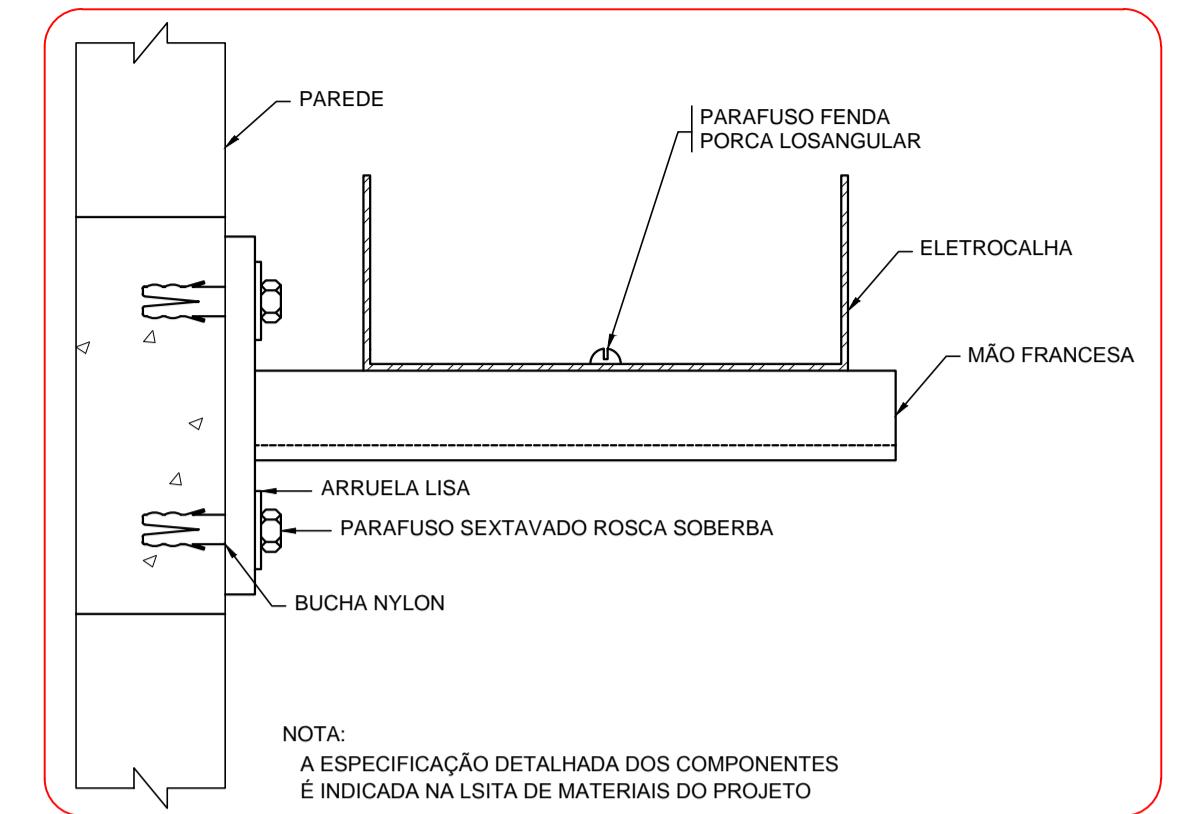 PAREDE
PARAFUSO FENDA
PORCA LOSANGULAR
ELETROCALHA
MÃO FRANCESA
ARRUELA LISA
PARAFUSO SEXTAVADO ROSCA SOBERBA
BUCHA NYLON
NOTA:
A ESPECIFICAÇÃO DETALHADA DOS COMPONENTES
É INDICADA NA LSITA DE MATERIAIS DO PROJETO